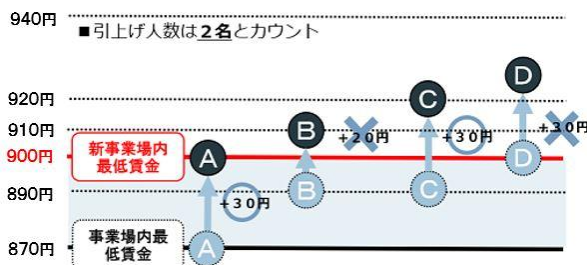 940円
■引上げ人数は2名とカウント
D
920円
C
910円
B
+20円
+30円
+30円
新事業場内
最低賃金
900円
A
D
890円
B
C
+30円
事業場内最
低賃金
870円
A